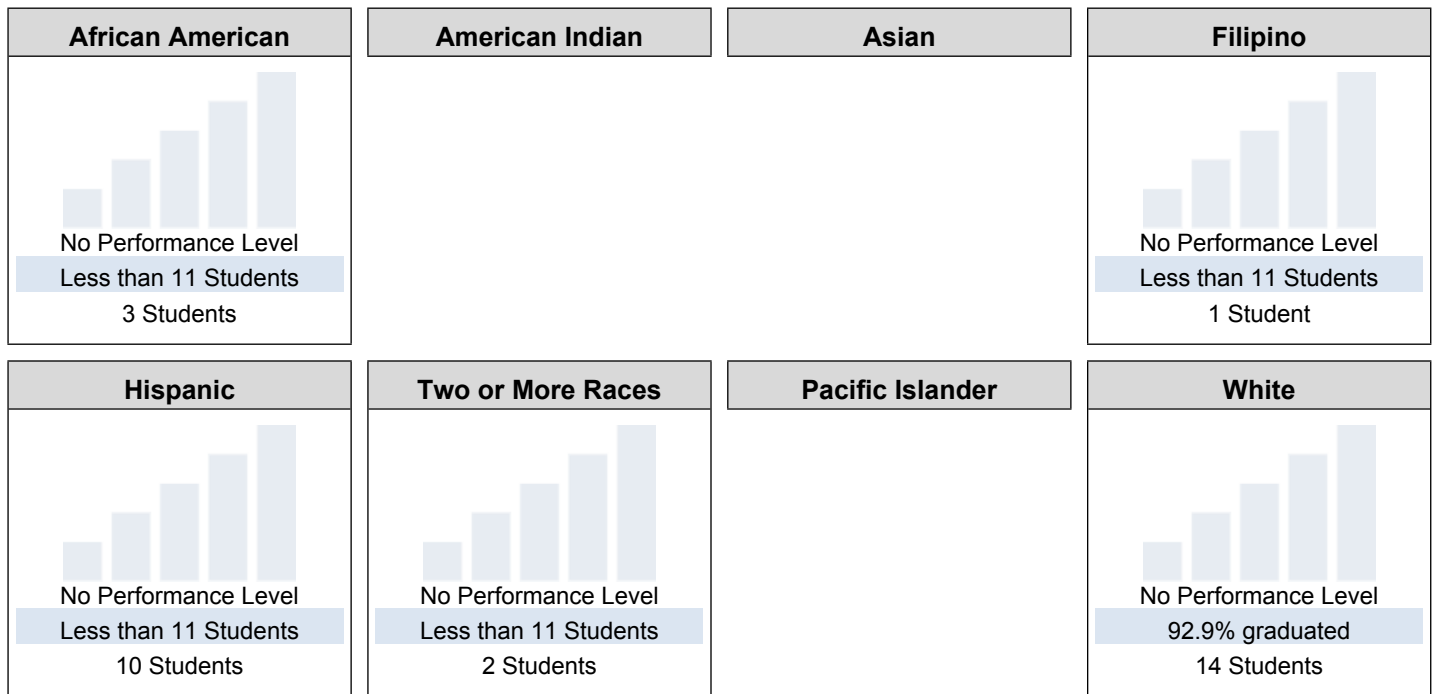 African American
No Performance Level
Less than 11 Students
3 Students
American Indian
Asian
Filipino
No Performance Level
Less than 11 Students
1 Student
Hispanic
No Performance Level
Less than 11 Students
10 Students
Two or More Races
No Performance Level
Less than 11 Students
2 Students
Pacific Islander
White
No Performance Level
92.9% graduated
14 Students